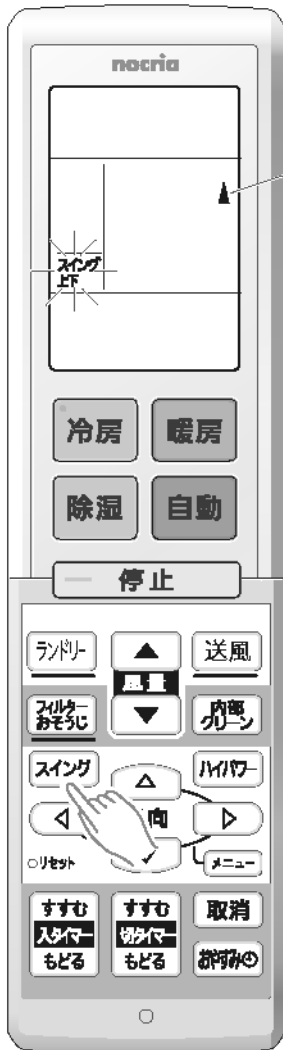 nocria
スイング
上下
冷房
暖房
除湿
自動
停止
ランドリー
▲
風量
▼
送風
フィルター
おそうじ
内部
クリーン
スイング
ハイパワー
向
リセット
メニュー
すすむ
入タイマー
もどる
すすむ
切タイマー
もどる
取消
おやすみ